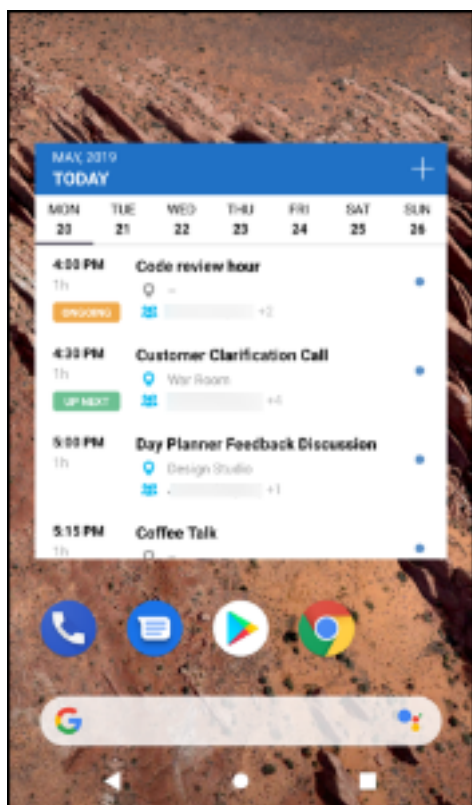 MAY, 2019
TODAY
MON TUE WED THU FRI SAT SUN
20 21 22 23 24 25 26
4:00 PM Code review hour
1h –
ONGOING +2
4:30 PM Customer Clarification Call
1h War Room
UP NEXT +4
5:00 PM Day Planner Feedback Discussion
1h Design Studio
+1
5:15 PM Coffee Talk
1h –
G